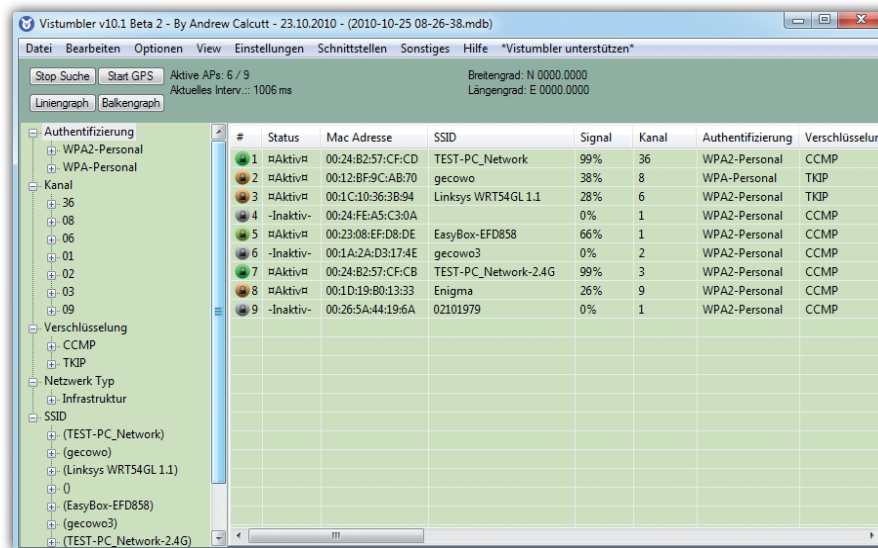 Vistumbler v10.1 Beta 2 - By Andrew Calcutt - 23.10.2010 - (2010-10-25 08-26-38.mdb)
Datei Bearbeiten Optionen View Einstellungen Schnittstellen Sonstiges Hilfe *Vistumbler unterstützen*
Stop Suche Start GPS Aktive APs: 6 / 9 Breitengrad: N 0000.0000
Aktuelles Interv.:: 1006 ms Längengrad: E 0000.0000
Liniengraph Balkengraph
Authentifizierung
WPA2-Personal
WPA-Personal
Kanal
36
08
06
01
02
03
09
Verschlüsselung
CCMP
TKIP
Netzwerk Typ
Infrastruktur
SSID
(TEST-PC_Network)
(gecowo)
(Linksys WRT54GL 1.1)
()
(EasyBox-EFD858)
(gecowo3)
(TEST-PC_Network-2.4G)
# Status Mac Adresse SSID Signal Kanal Authentifizierung Verschlüsselun
1 ¤Aktiv¤ 00:24:B2:57:CF:CD TEST-PC_Network 99% 36 WPA2-Personal CCMP
2 ¤Aktiv¤ 00:12:BF:9C:AB:70 gecowo 38% 8 WPA-Personal TKIP
3 ¤Aktiv¤ 00:1C:10:36:3B:94 Linksys WRT54GL 1.1 28% 6 WPA-Personal TKIP
4 -Inaktiv- 00:24:FE:A5:C3:0A 0% 1 WPA2-Personal CCMP
5 ¤Aktiv¤ 00:23:08:EF:D8:DE EasyBox-EFD858 66% 1 WPA2-Personal CCMP
6 -Inaktiv- 00:1A:2A:D3:17:4E gecowo3 0% 2 WPA2-Personal CCMP
7 ¤Aktiv¤ 00:24:B2:57:CF:CB TEST-PC_Network-2.4G 99% 3 WPA2-Personal CCMP
8 ¤Aktiv¤ 00:1D:19:B0:13:33 Enigma 26% 9 WPA2-Personal CCMP
9 -Inaktiv- 00:26:5A:44:19:6A 02101979 0% 1 WPA2-Personal CCMP